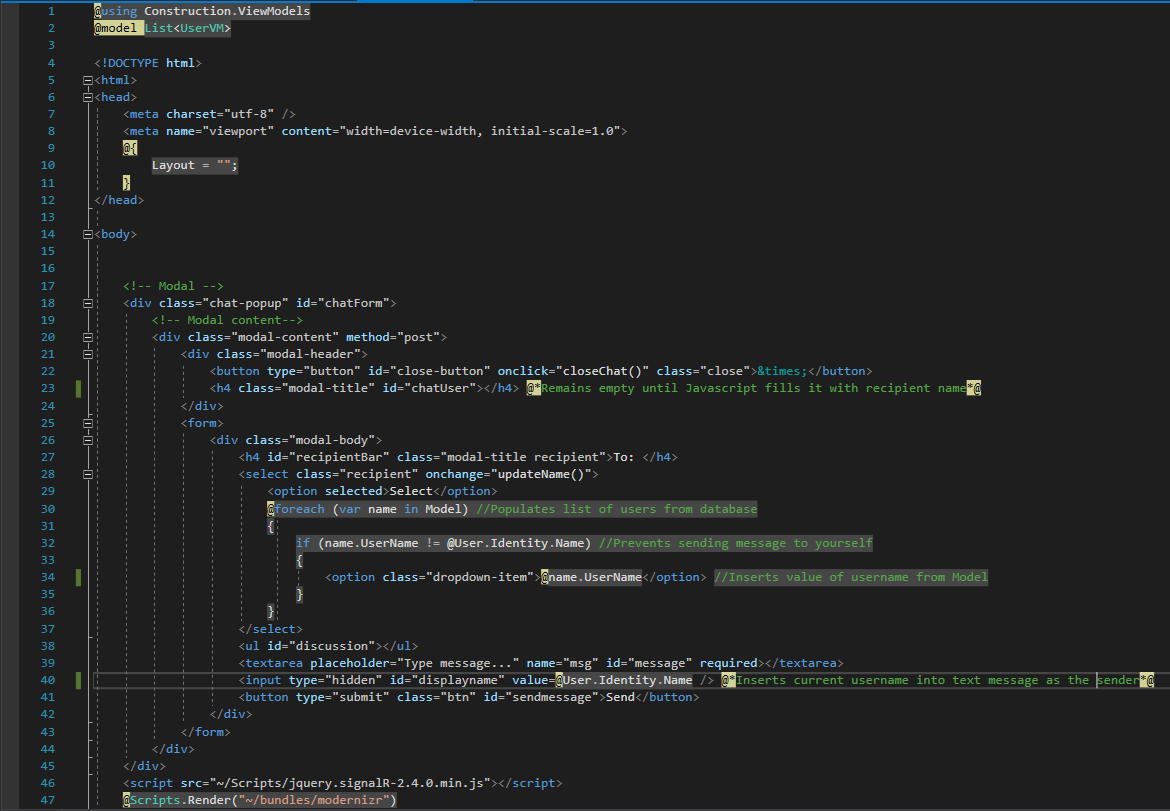 1 @using Construction.ViewModels
2 @model List<UserVM>
3
4 <!DOCTYPE html>
5 <html>
6 <head>
7 <meta charset="utf-8" />
8 <meta name="viewport" content="width=device-width, initial-scale=1.0">
9 @{
10 Layout = "";
11 }
12 </head>
13
14 <body>
15
16
17 <!-- Modal -->
18 <div class="chat-popup" id="chatForm">
19 <!-- Modal content-->
20 <div class="modal-content" method="post">
21 <div class="modal-header">
22 <button type="button" id="close-button" onclick="closeChat()" class="close">&times;</button>
23 <h4 class="modal-title" id="chatUser"></h4> @*Remains empty until Javascript fills it with recipient name*@
24 </div>
25 <form>
26 <div class="modal-body">
27 <h4 id="recipientBar" class="modal-title recipient">To: </h4>
28 <select class="recipient" onchange="updateName()">
29 <option selected>Select</option>
30 @foreach (var name in Model) //Populates list of users from database
31 {
32 if (name.UserName != @User.Identity.Name) //Prevents sending message to yourself
33 {
34 <option class="dropdown-item">@name.UserName</option> //Inserts value of username from Model
35 }
36 }
37 </select>
38 <ul id="discussion"></ul>
39 <textarea placeholder="Type message..." name="msg" id="message" required></textarea>
40 <input type="hidden" id="displayname" value=@User.Identity.Name /> @*Inserts current username into text message as the sender*@
41 <button type="submit" class="btn" id="sendmessage">Send</button>
42 </div>
43 </form>
44 </div>
45 </div>
46 <script src="~/Scripts/jquery.signalR-2.4.0.min.js"></script>
47 @Scripts.Render("~/bundles/modernizr")